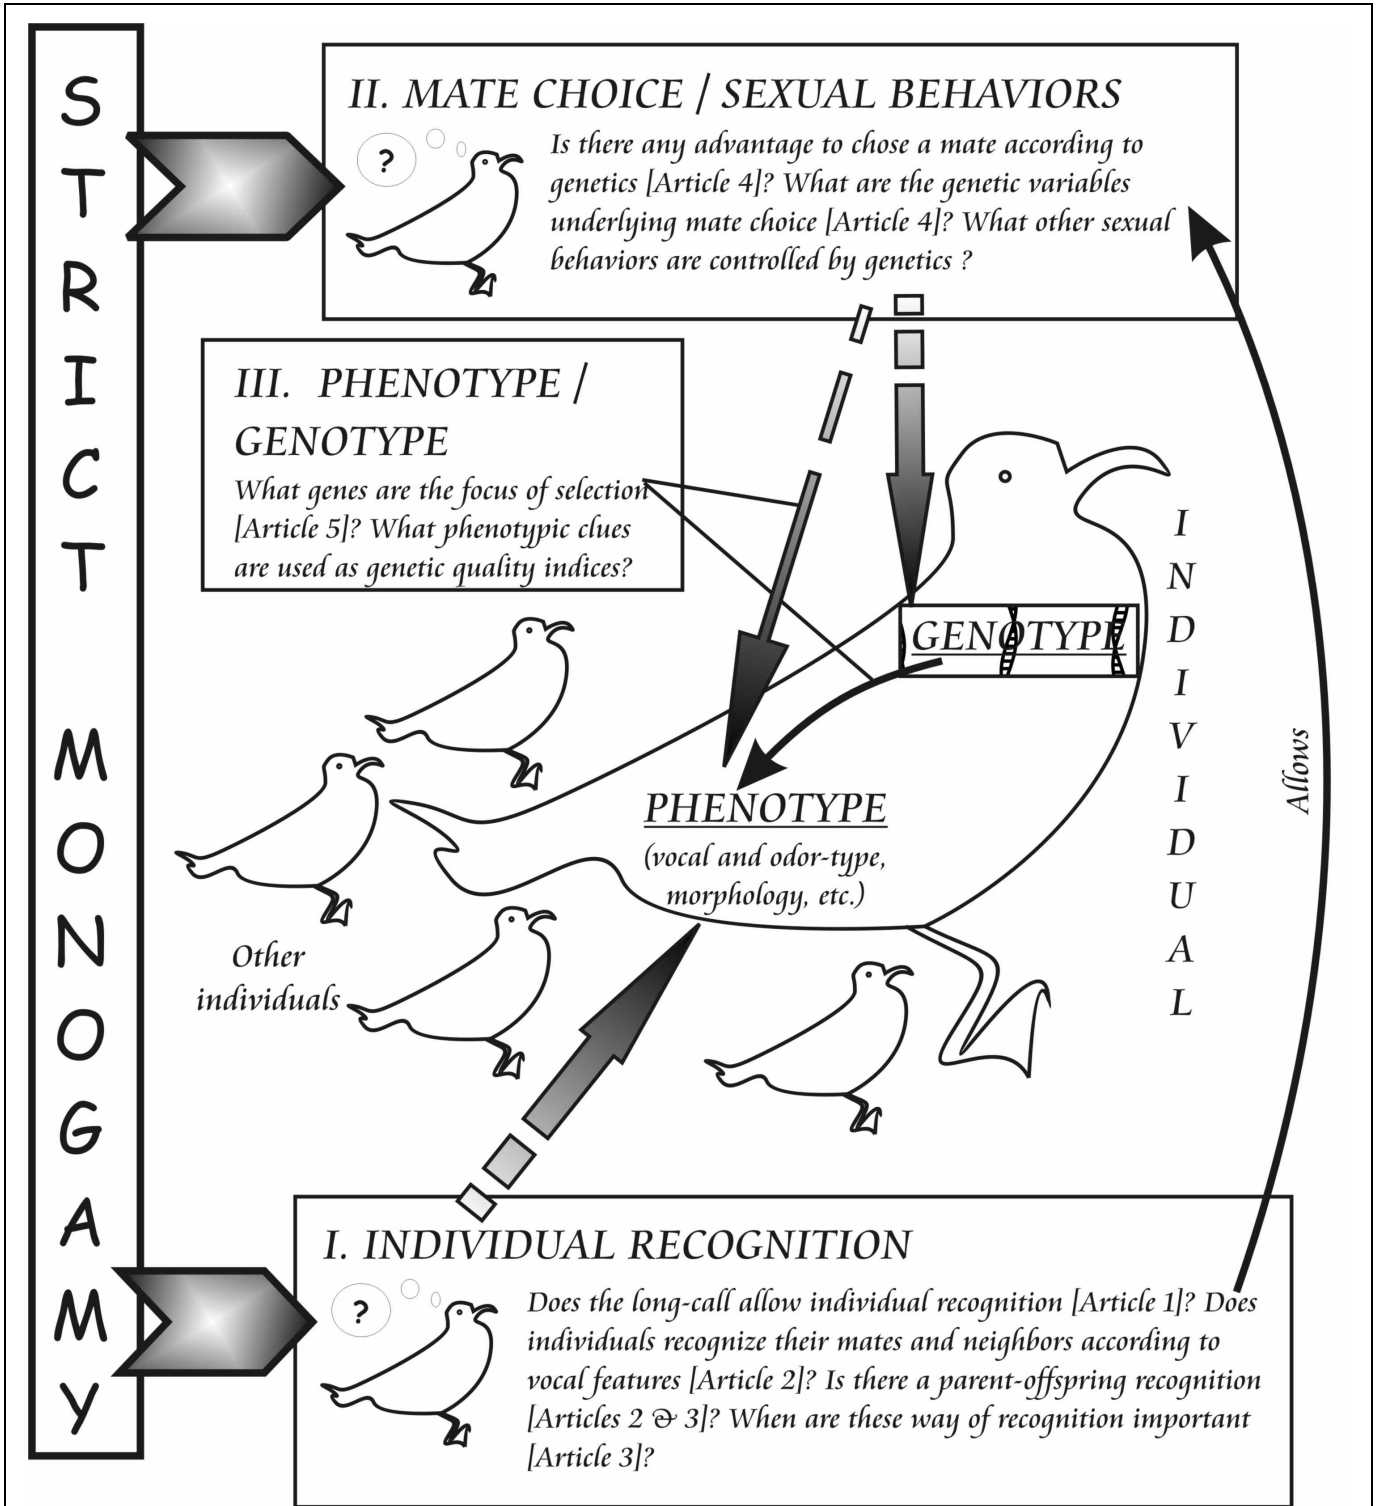 STRICT MONOGAMY
II. MATE CHOICE / SEXUAL BEHAVIORS
?
Is there any advantage to chose a mate according to
genetics [Article 4]? What are the genetic variables
underlying mate choice [Article 4]? What other sexual
behaviors are controlled by genetics ?
III. PHENOTYPE /
GENOTYPE
What genes are the focus of selection
[Article 5]? What phenotypic clues
are used as genetic quality indices?
GENOTYPE
INDIVIDUAL
Allows
PHENOTYPE
(vocal and odor-type,
morphology, etc.)
Other
individuals
I. INDIVIDUAL RECOGNITION
?
Does the long-call allow individual recognition [Article 1]? Does
individuals recognize their mates and neighbors according to
vocal features [Article 2]? Is there a parent-offspring recognition
[Articles 2 & 3]? When are these way of recognition important
[Article 3]?